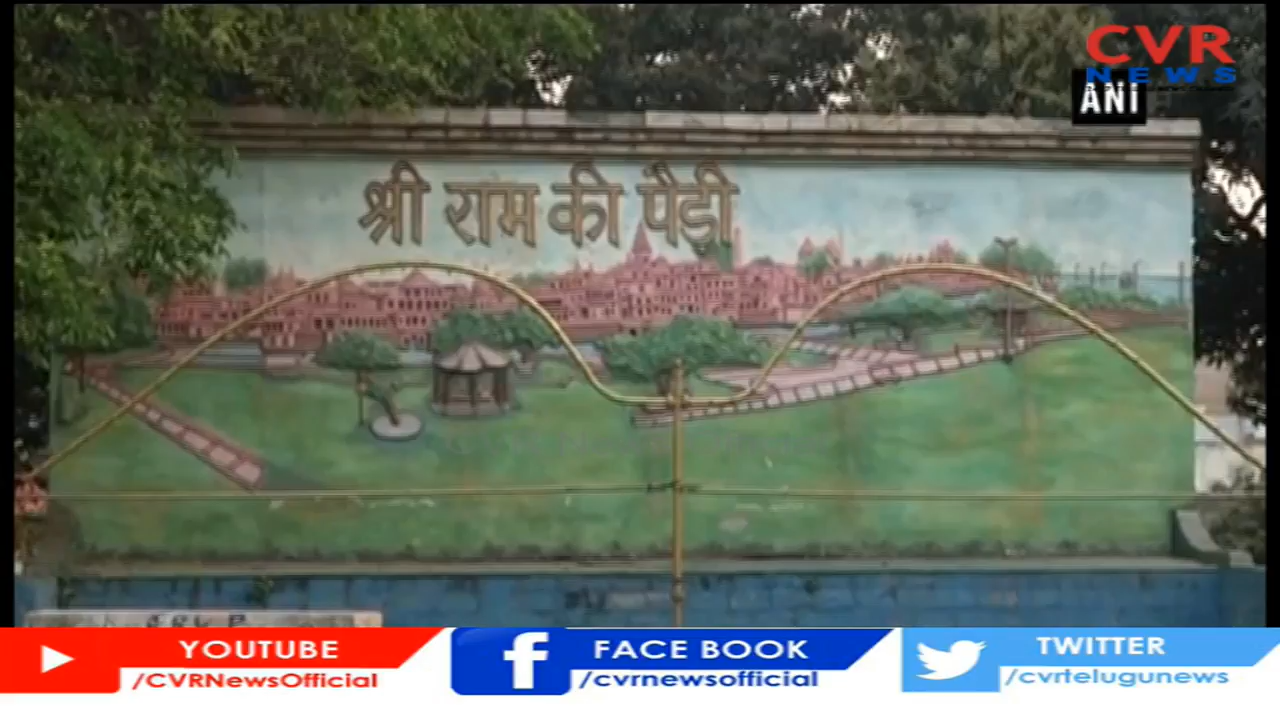 CVR
NEWS
ANI
श्री राम की पैड़ी
YOUTUBE
/CVRNewsOfficial
FACE BOOK
/cvrnewsofficial
TWITTER
/cvrtelugunews